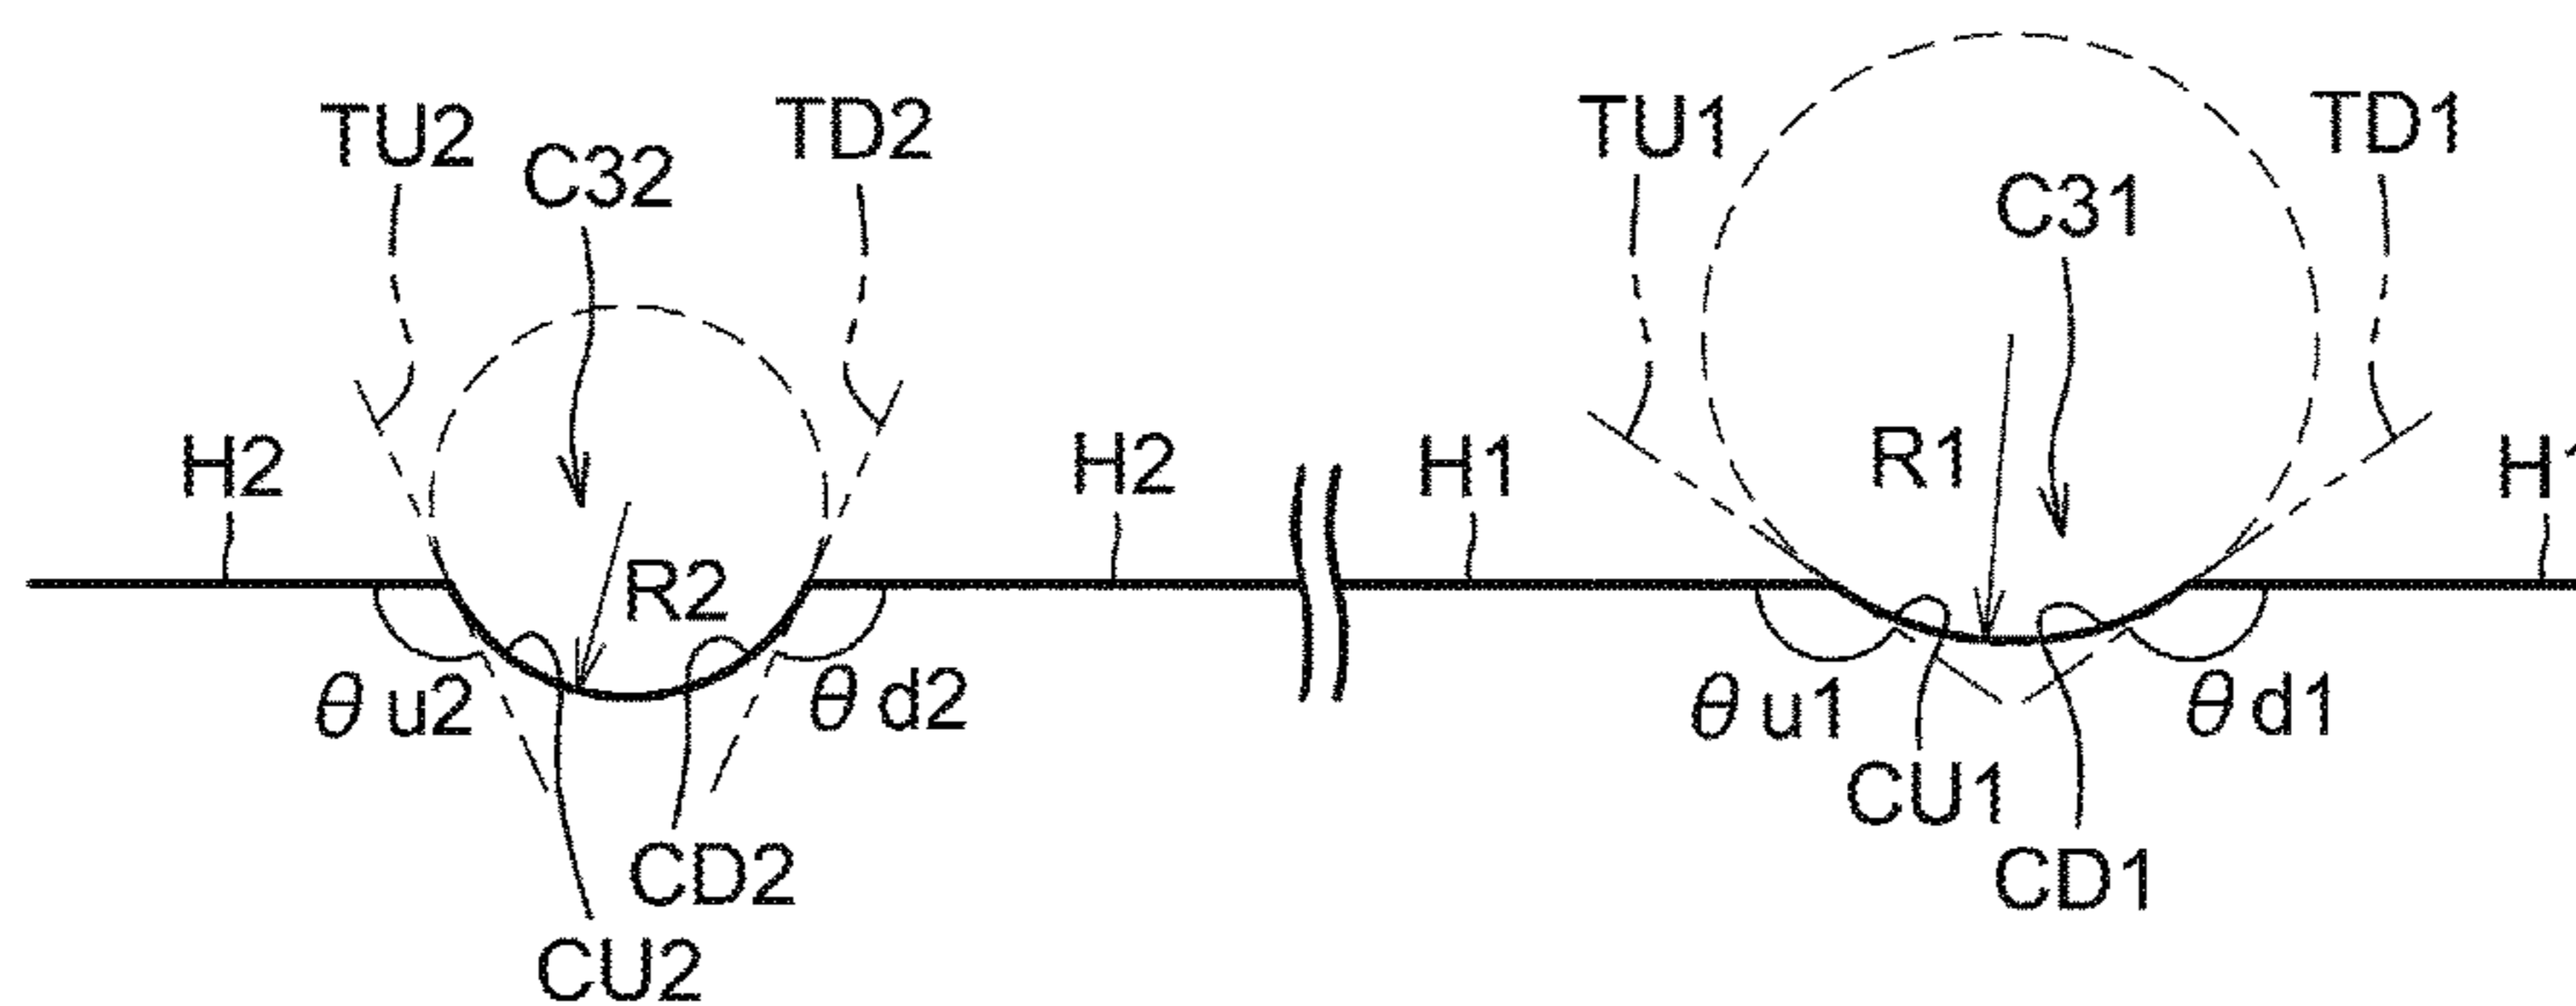 TU2 TD2 TU1 TD1
C32 C31
H2 H2 H1 R1 H1
R2
θu2 θd2 θu1 θd1
CU1
CD2 CD1
CU2